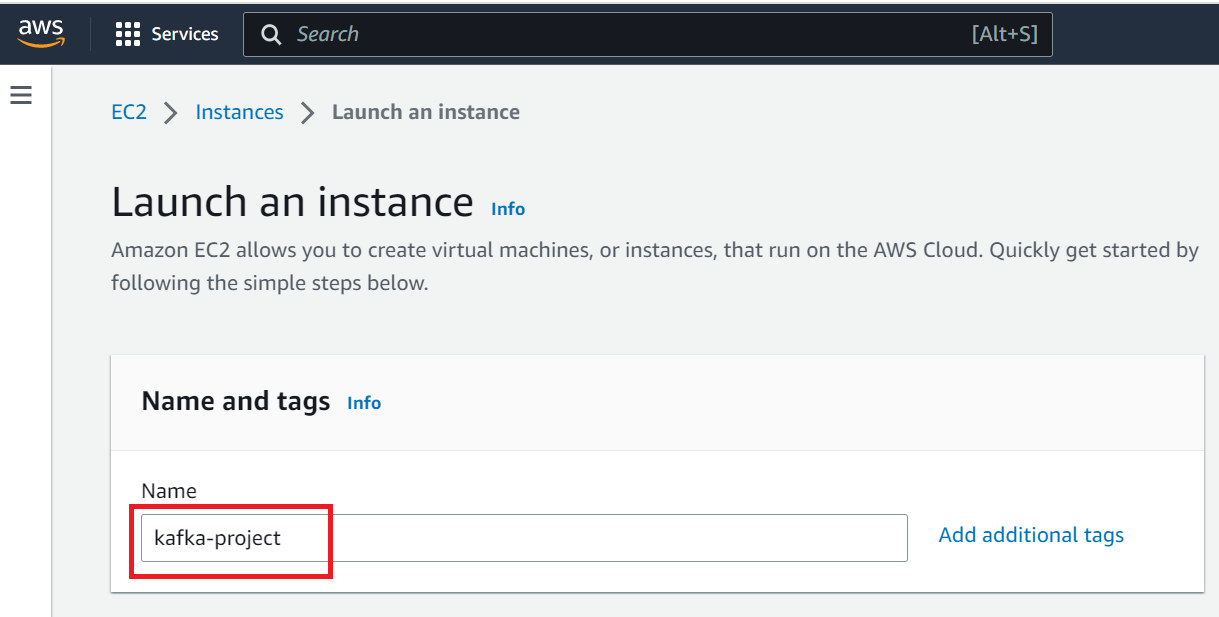 aws Services Search [Alt+S]
EC2 > Instances > Launch an instance
Launch an instance Info
Amazon EC2 allows you to create virtual machines, or instances, that run on the AWS Cloud. Quickly get started by
following the simple steps below.
Name and tags Info
Name
kafka-project Add additional tags